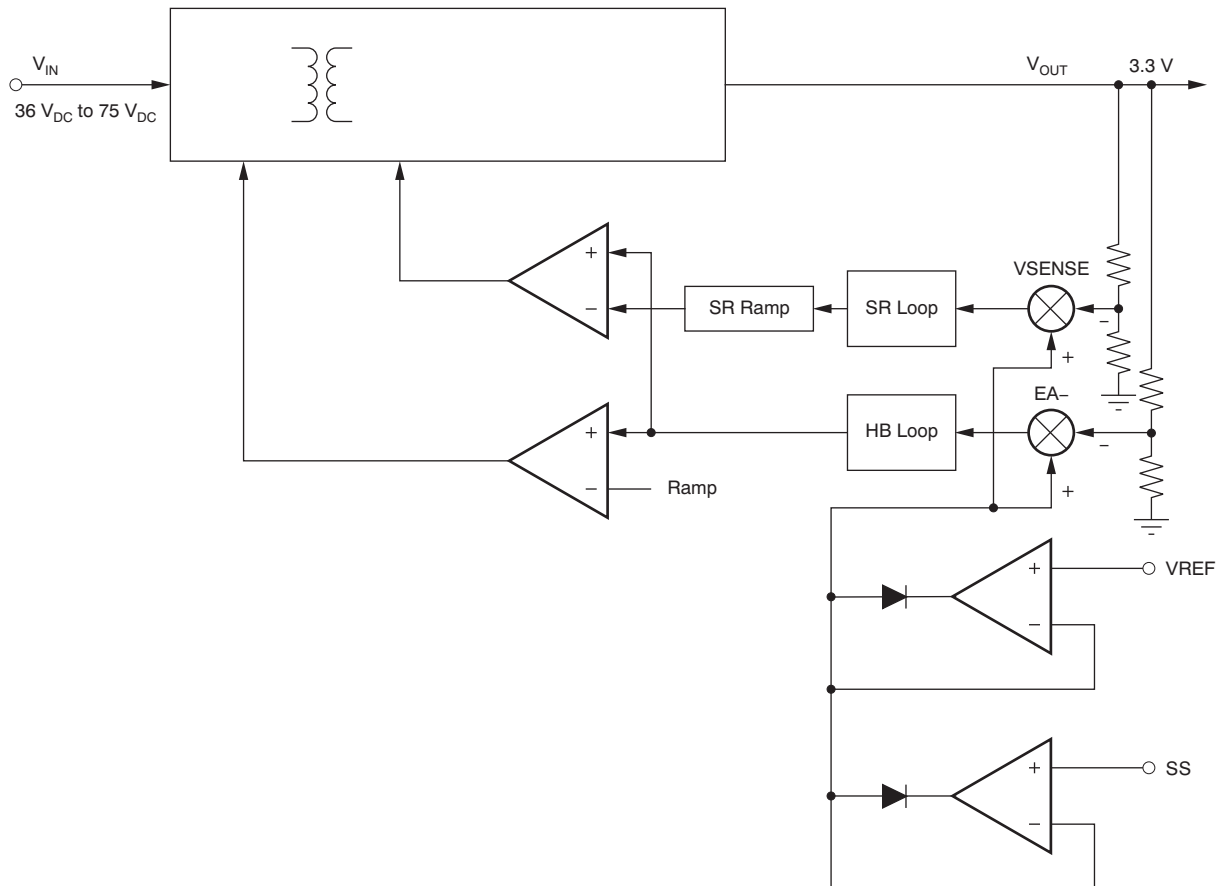 V_IN
V_OUT 3.3 V
36 V_DC to 75 V_DC
+
VSENSE
− SR Ramp SR Loop −
+
EA−
+ HB Loop −
− Ramp
+
+ VREF
−
+ SS
−